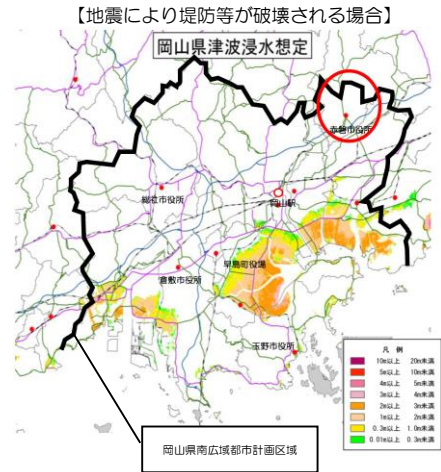 【地震により堤防等が破壊される場合】
岡山県津波浸水想定
赤磐市役所
総社市役所
岡山駅
早島町役場
倉敷市役所
玉野市役所
凡 例
10m以上 20m未満
5m以上 10m未満
4m以上 5m未満
3m以上 4m未満
2m以上 3m未満
1m以上 2m未満
0.3m以上 1.0m未満
0.01m以上 0.3m未満
岡山県南広域都市計画区域